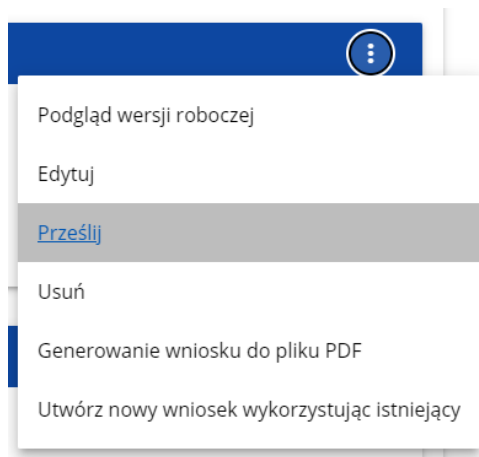 Podgląd wersji roboczej
Edytuj
Prześlij
Usuń
Generowanie wniosku do pliku PDF
Utwórz nowy wniosek wykorzystując istniejący